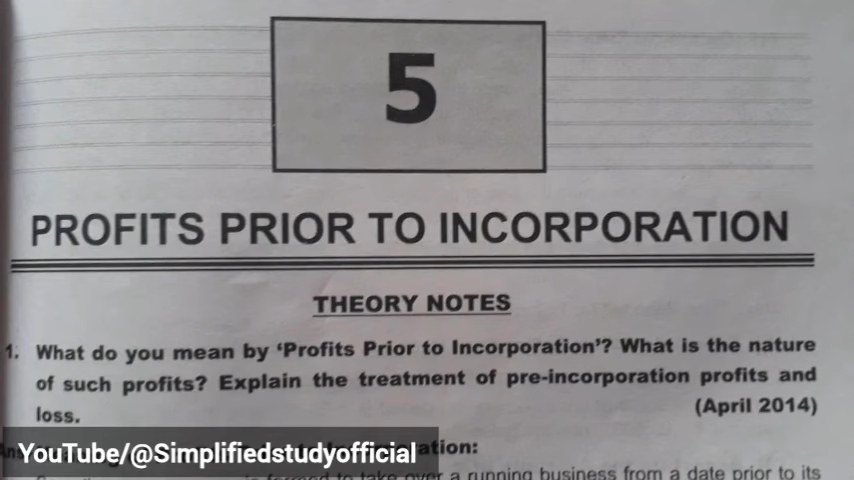 5
PROFITS PRIOR TO INCORPORATION
THEORY NOTES
1. What do you mean by ‘Profits Prior to Incorporation’? What is the nature
of such profits? Explain the treatment of pre-incorporation profits and
loss. (April 2014)
YouTube/@Simplifiedstudyofficial
ation:
to take over a running business from a date prior to its